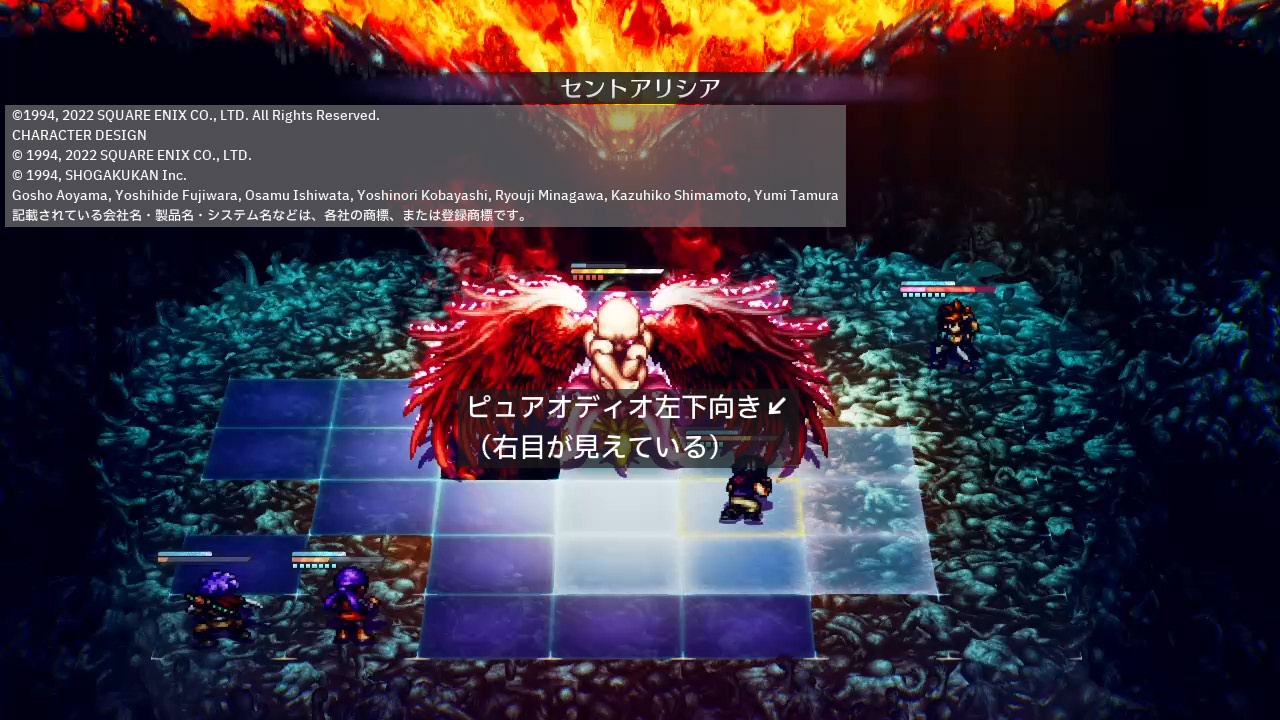 セントアリシア
©1994, 2022 SQUARE ENIX CO., LTD. All Rights Reserved.
CHARACTER DESIGN
© 1994, 2022 SQUARE ENIX CO., LTD.
© 1994, SHOGAKUKAN Inc.
Gosho Aoyama, Yoshihide Fujiwara, Osamu Ishiwata, Yoshinori Kobayashi, Ryouji Minagawa, Kazuhiko Shimamoto, Yumi Tamura
記載されている会社名・製品名・システム名などは、各社の商標、または登録商標です。
ピュアオディオ左下向き↙
（右目が見えている）